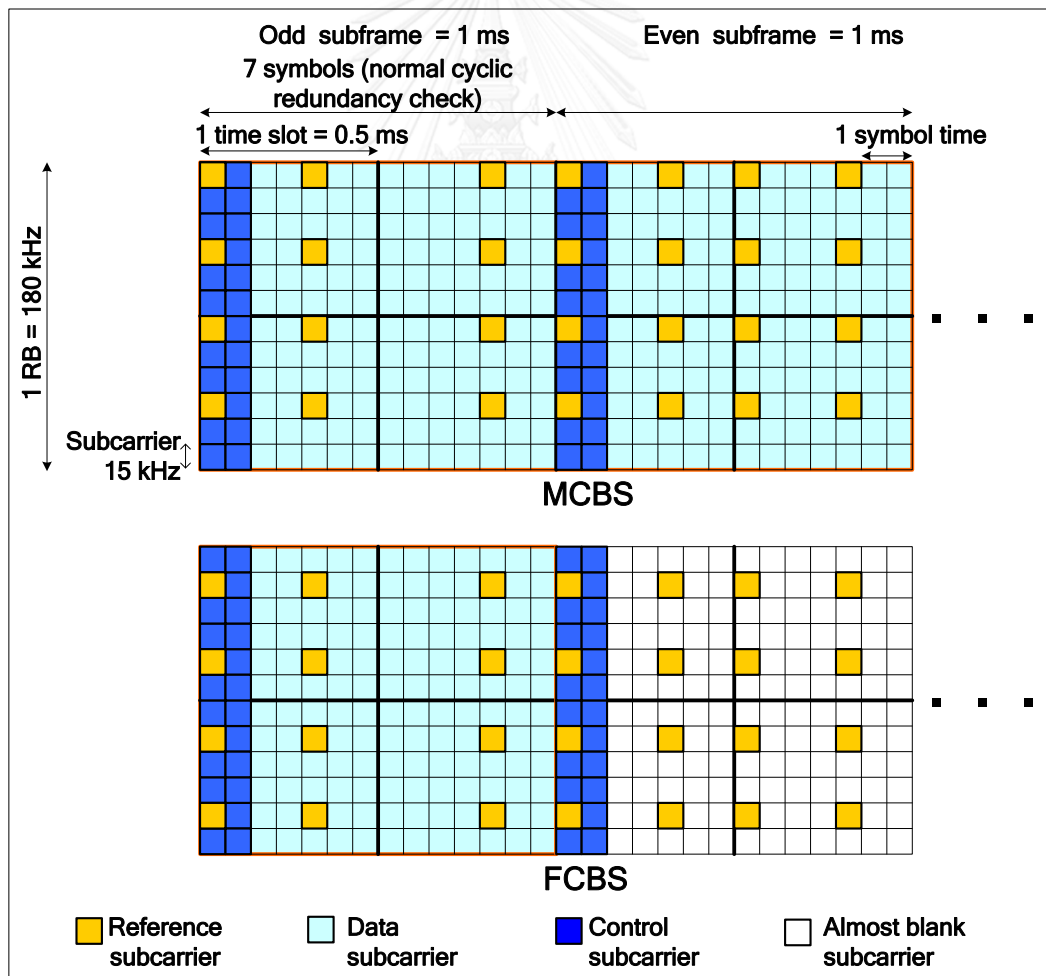 Odd subframe = 1 ms
Even subframe = 1 ms
7 symbols (normal cyclic
redundancy check)
1 time slot = 0.5 ms
1 symbol time
1 RB = 180 kHz
Subcarrier
15 kHz
MCBS
FCBS
Reference
subcarrier
Data
subcarrier
Control
subcarrier
Almost blank
subcarrier